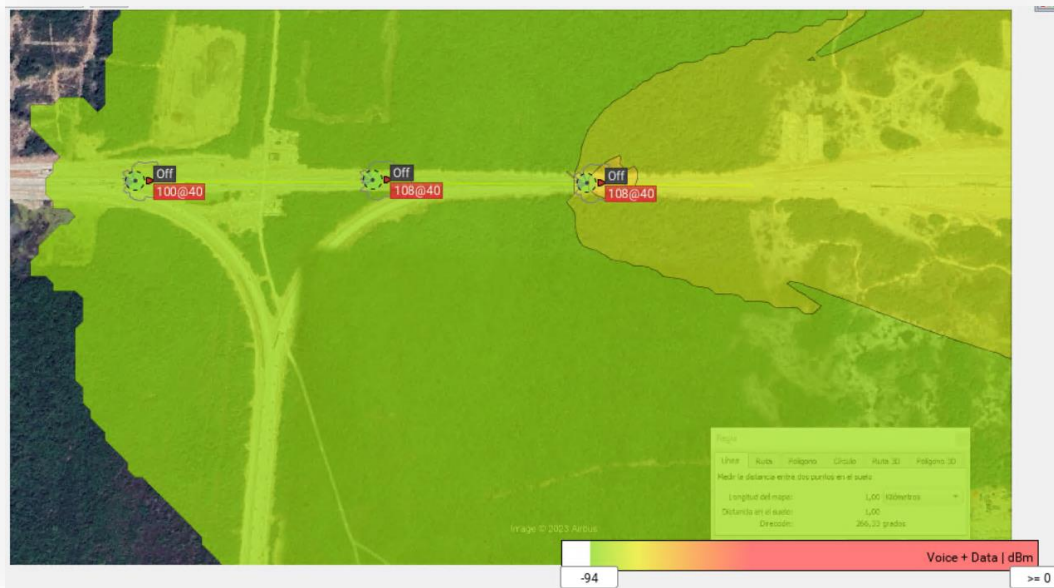 Off
100@40
Off
108@40
Off
108@40
Regla
Línea Ruta Polígono Círculo Ruta 3D Polígono 3D
Medir la distancia entre dos puntos en el suelo
Longitud del mapa: 1,00 Kilómetros
Distancia en el suelo: 1,00
Dirección: 266,33 grados
Image © 2023 Airbus
Voice + Data | dBm
-94
>= 0